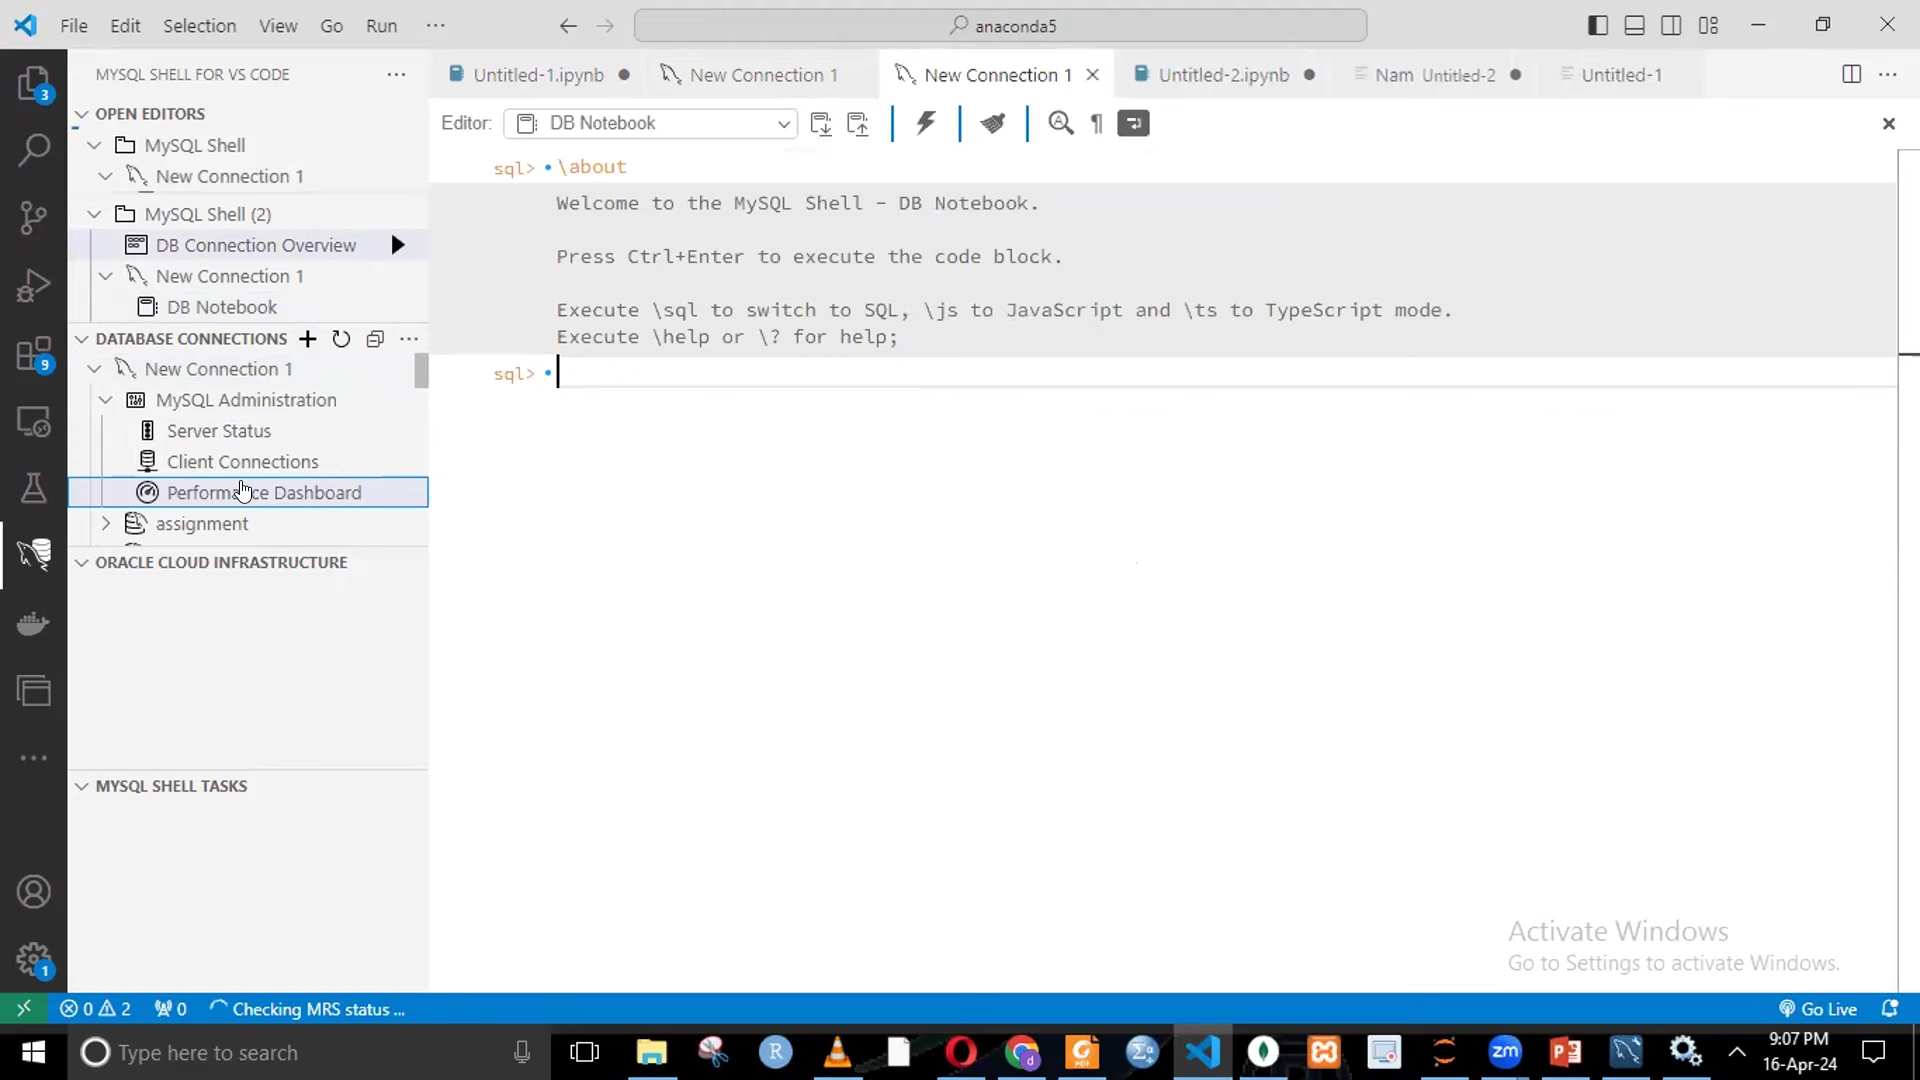 File Edit Selection View Go Run ··· anaconda5
MYSQL SHELL FOR VS CODE ···
Untitled-1.ipynb New Connection 1 New Connection 1 Untitled-2.ipynb Nam Untitled-2 Untitled-1 ···
OPEN EDITORS
MySQL Shell
New Connection 1
MySQL Shell (2)
DB Connection Overview
New Connection 1
DB Notebook
DATABASE CONNECTIONS
New Connection 1
MySQL Administration
Server Status
Client Connections
Performance Dashboard
assignment
ORACLE CLOUD INFRASTRUCTURE
MYSQL SHELL TASKS
3
9
1
Editor: DB Notebook
sql> \about
Welcome to the MySQL Shell - DB Notebook.
Press Ctrl+Enter to execute the code block.
Execute \sql to switch to SQL, \js to JavaScript and \ts to TypeScript mode.
Execute \help or \? for help;
sql>
Activate Windows
Go to Settings to activate Windows.
0 2 0 Checking MRS status ... Go Live
Type here to search
R
PDF
zm
9:07 PM
16-Apr-24